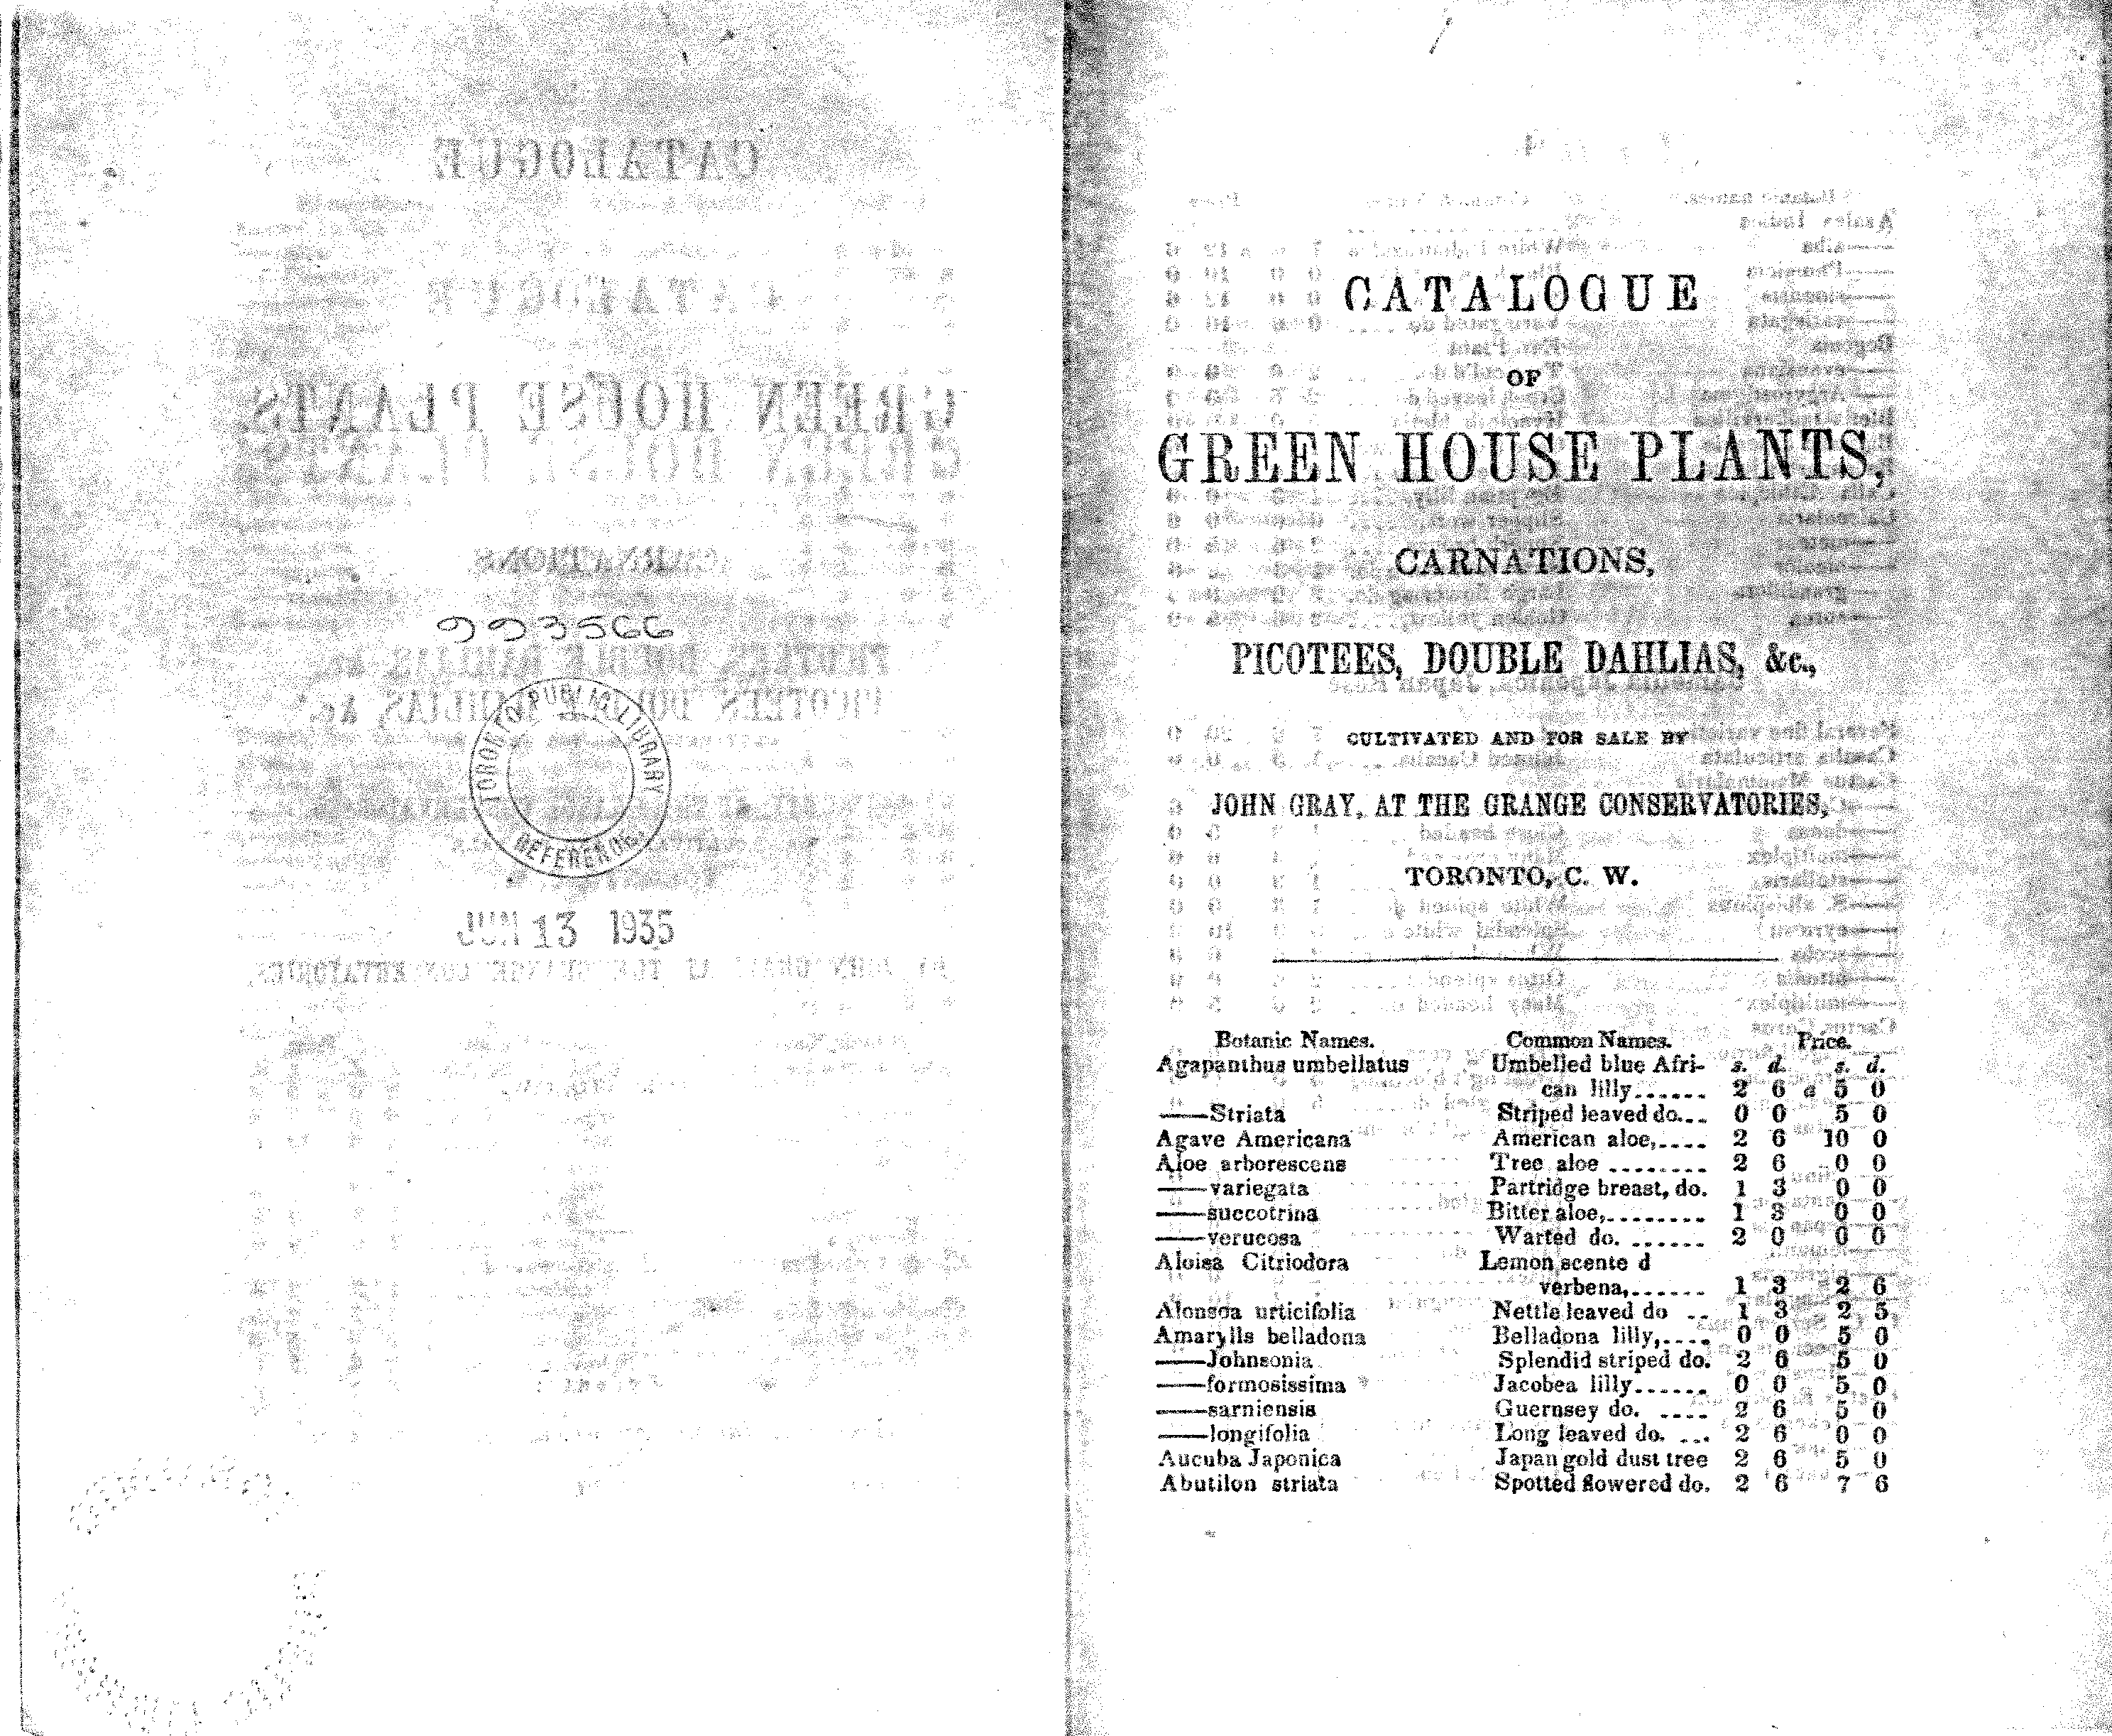 993566
TORONTO PUBLIC LIBRARY
REFERENCE
JUN 13 1935
CATALOGUE
OF
GREEN HOUSE PLANTS,
CARNATIONS,
PICOTEES, DOUBLE DAHLIAS, &c.,
CULTIVATED AND FOR SALE BY
JOHN GRAY, AT THE GRANGE CONSERVATORIES,
TORONTO, C. W.
Botanic Names. Common Names. Price.
Agapanthus umbellatus Umbelled blue Afri- s. d. s. d.
can lilly...... 2 6 a 5 0
——Striata Striped leaved do... 0 0 5 0
Agave Americana American aloe,.... 2 6 10 0
Aloe arborescens Tree aloe ........ 2 6 0 0
——variegata Partridge breast, do. 1 3 0 0
——succotrina Bitter aloe,........ 1 3 0 0
——verucosa Warted do. ...... 2 0 0 0
Aloisa Citriodora Lemon scente d
verbena,...... 1 3 2 6
Alonsoa urticifolia Nettle leaved do .. 1 3 2 5
Amarylls belladona Belladona lilly,.... 0 0 5 0
——Johnsonia Splendid striped do. 2 6 5 0
——formosissima Jacobea lilly...... 0 0 5 0
——sarniensis Guernsey do. .... 2 6 5 0
——longifolia Long leaved do. ... 2 6 0 0
Aucuba Japonica Japan gold dust tree 2 6 5 0
Abutilon striata Spotted flowered do. 2 6 7 6